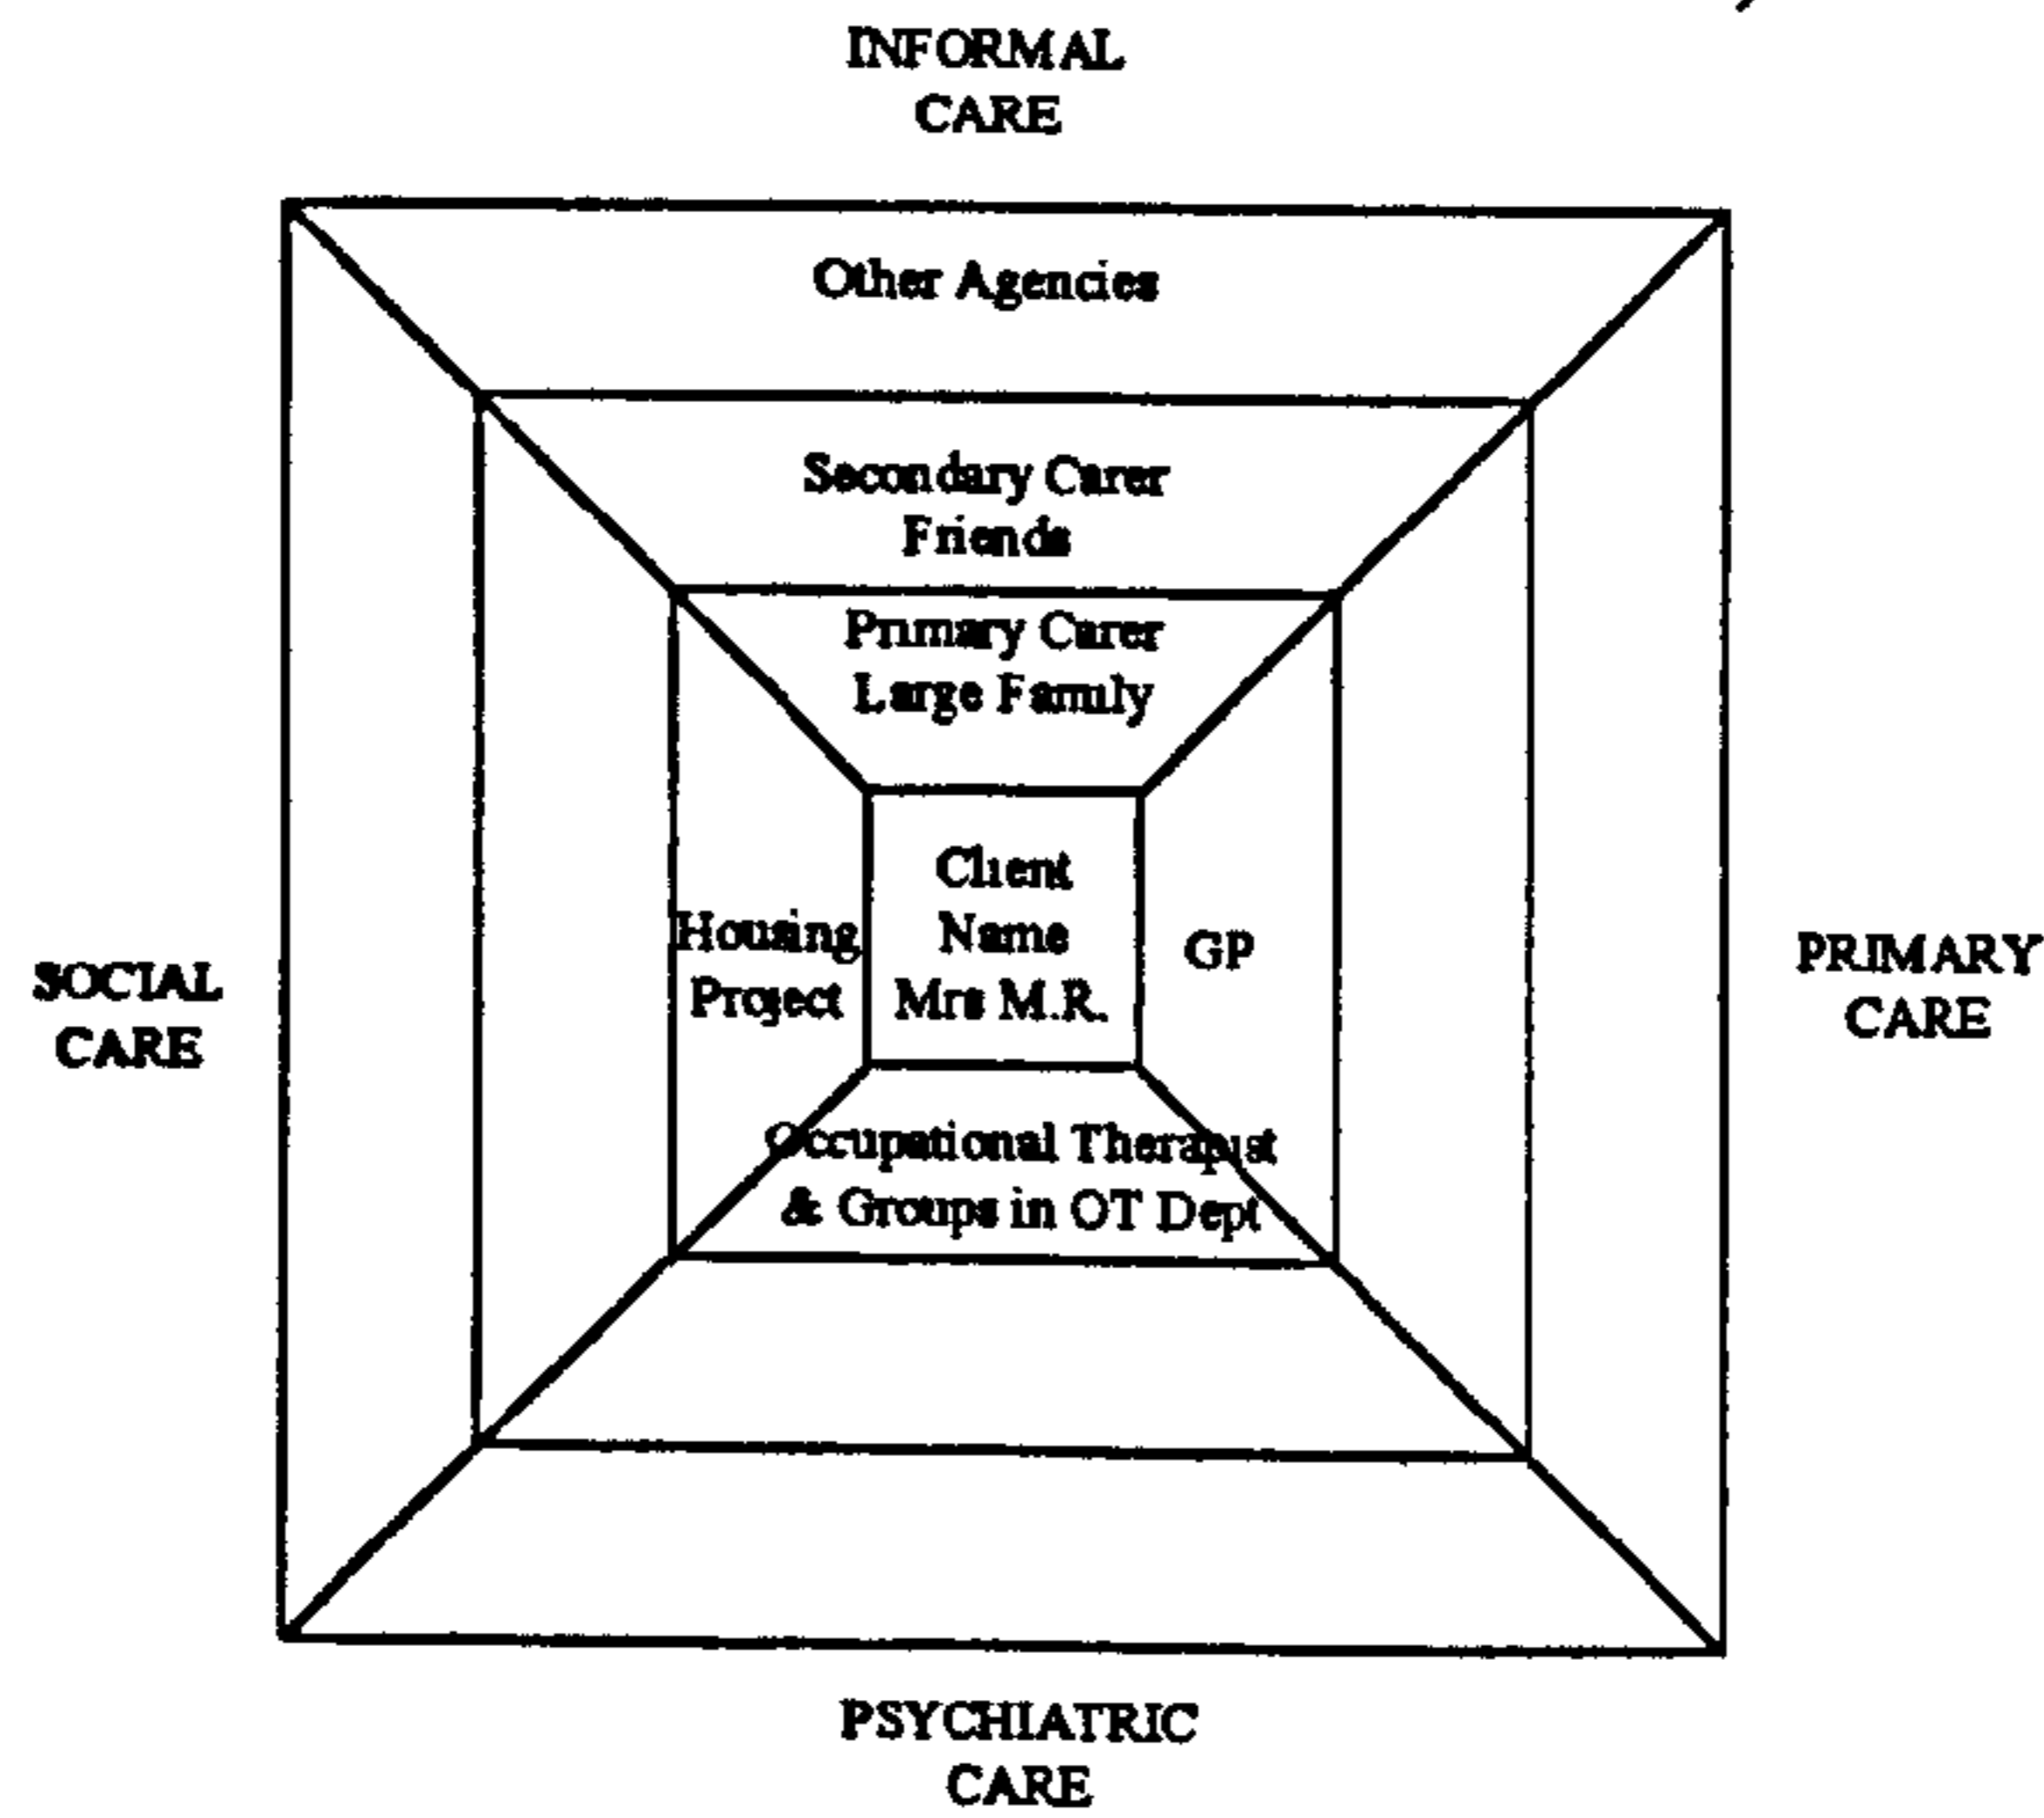 INFORMAL
CARE
Other Agencies
Secondary Carer
Friends
Primary Carer
Large Family
Client
Name
Mrs M.R.
Housing
Project
GP
SOCIAL
CARE
PRIMARY
CARE
Occupational Therapist
& Groups in OT Dept
PSYCHIATRIC
CARE